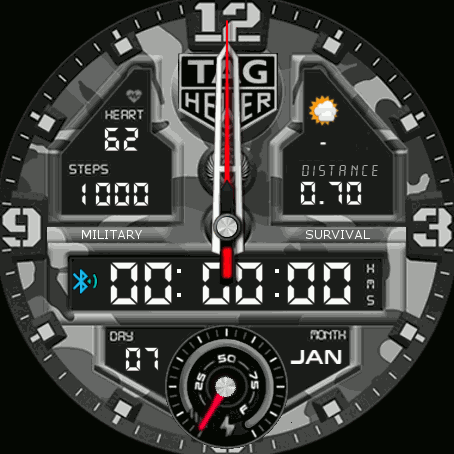 12
TAG
HEUER
HEART
62
STEPS
1000
-
DISTANCE
0.70
9
3
MILITARY
SURVIVAL
00:00:00
H
M
S
DAY
07
MONTH
JAN
25
50
75
F